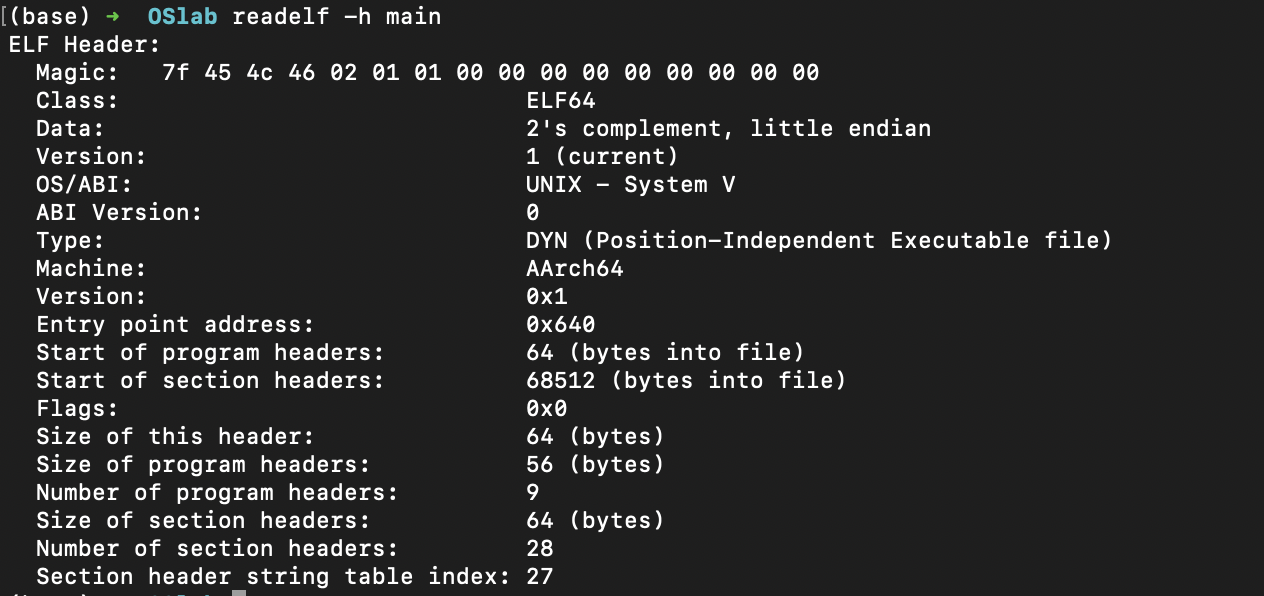 [(base) ➜  OSlab readelf -h main
ELF Header:
  Magic:   7f 45 4c 46 02 01 01 00 00 00 00 00 00 00 00 00
  Class:                             ELF64
  Data:                              2's complement, little endian
  Version:                           1 (current)
  OS/ABI:                            UNIX - System V
  ABI Version:                       0
  Type:                              DYN (Position-Independent Executable file)
  Machine:                           AArch64
  Version:                           0x1
  Entry point address:               0x640
  Start of program headers:          64 (bytes into file)
  Start of section headers:          68512 (bytes into file)
  Flags:                             0x0
  Size of this header:               64 (bytes)
  Size of program headers:           56 (bytes)
  Number of program headers:         9
  Size of section headers:           64 (bytes)
  Number of section headers:         28
  Section header string table index: 27